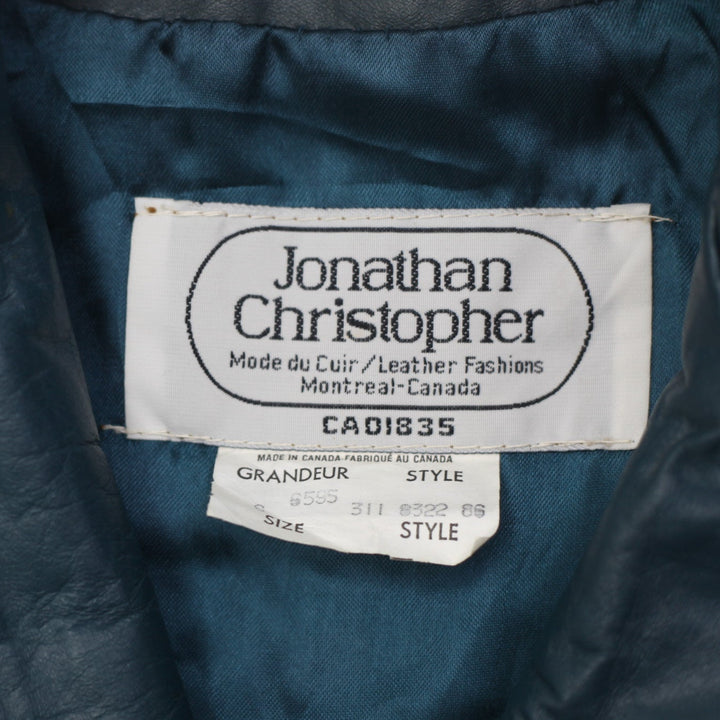 Jonathan
Christopher
Mode du Cuir/Leather Fashions
Montreal-Canada
CA01835
MADE IN CANADA FABRIQUÉ AU CANADA
GRANDEUR STYLE
6595
311 8322 86
SIZE STYLE